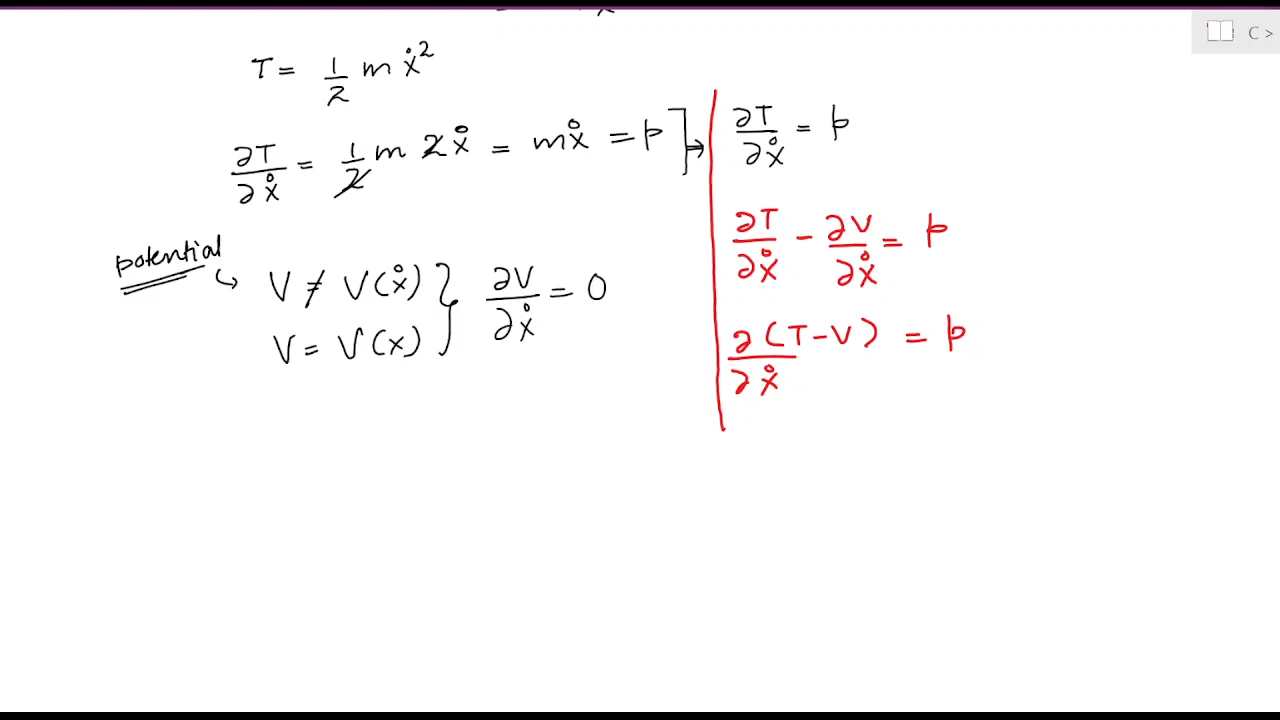 T = 1/2 m ẋ²
∂T/∂ẋ = 1/2 m 2ẋ = mẋ = p ] →
potential
↳ V ≠ V(ẋ)
V = V(x) } ∂V/∂ẋ = 0
∂T/∂ẋ = p
∂T/∂ẋ - ∂V/∂ẋ = p
∂(T-V)/∂ẋ = p
C >